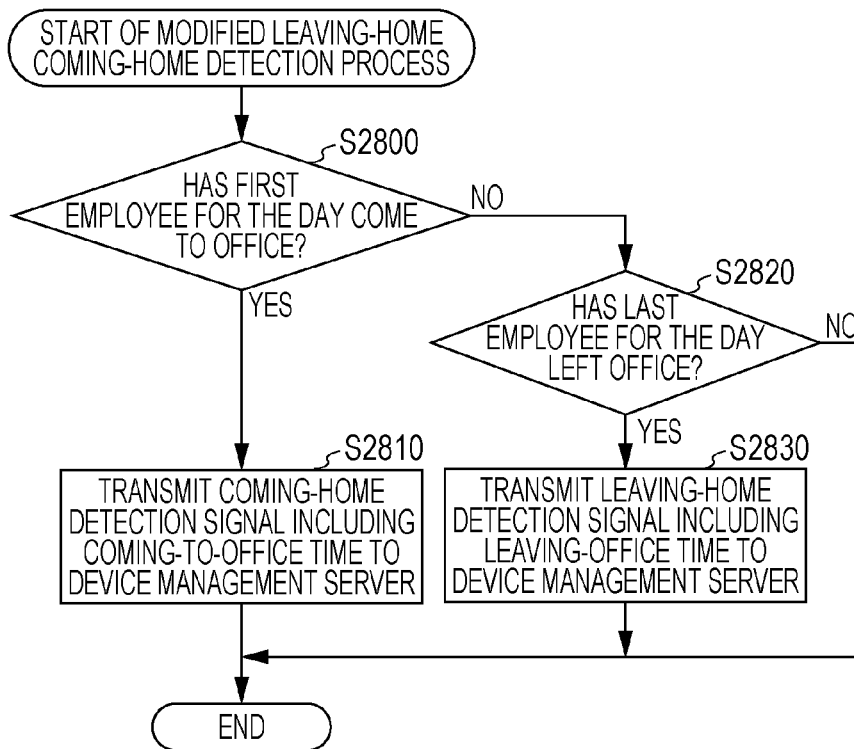 START OF MODIFIED LEAVING-HOME
COMING-HOME DETECTION PROCESS
S2800
HAS FIRST
EMPLOYEE FOR THE DAY COME
TO OFFICE?
NO
YES
S2820
HAS LAST
EMPLOYEE FOR THE DAY
LEFT OFFICE?
NO
YES
S2810
TRANSMIT COMING-HOME
DETECTION SIGNAL INCLUDING
COMING-TO-OFFICE TIME TO
DEVICE MANAGEMENT SERVER
S2830
TRANSMIT LEAVING-HOME
DETECTION SIGNAL INCLUDING
LEAVING-OFFICE TIME TO
DEVICE MANAGEMENT SERVER
END